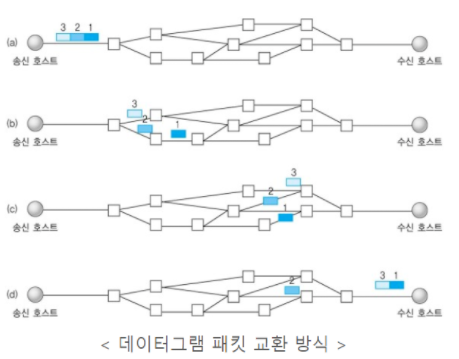 3 2 1
(a)
송신 호스트 수신 호스트
3
2 1
(b)
송신 호스트 수신 호스트
3
2
1
(c)
송신 호스트 수신 호스트
2 3 1
(d)
송신 호스트 수신 호스트
< 데이터그램 패킷 교환 방식 >